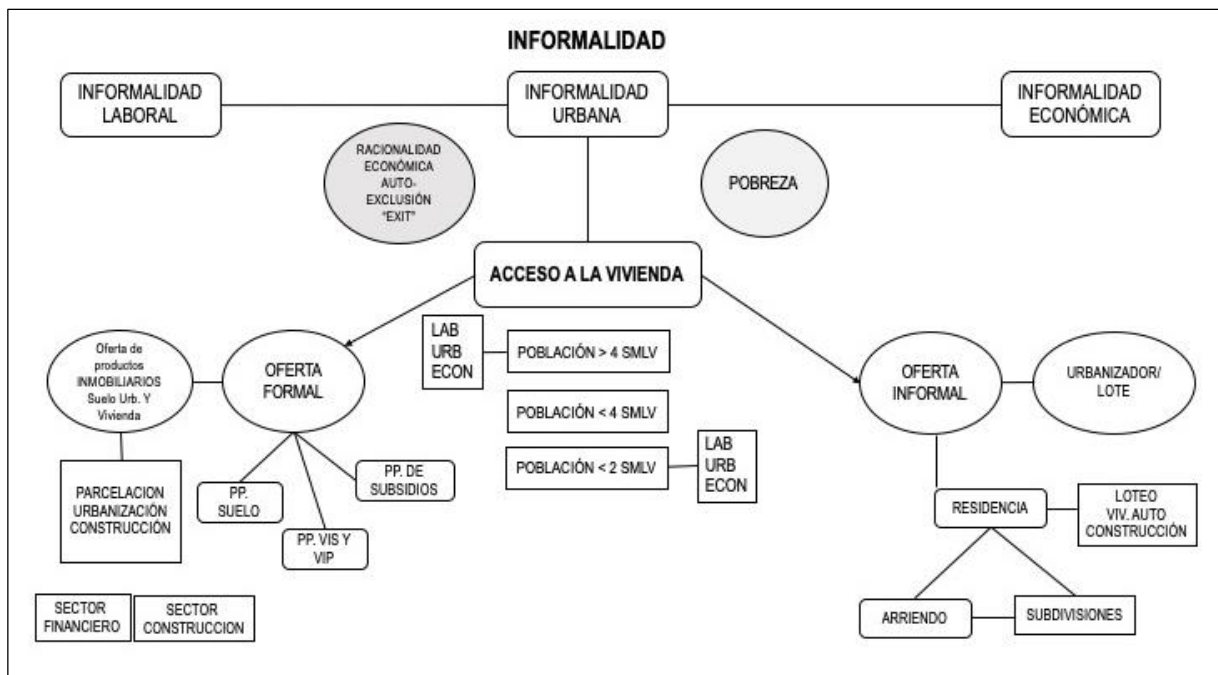 INFORMALIDAD
INFORMALIDAD
LABORAL
INFORMALIDAD
URBANA
INFORMALIDAD
ECONÓMICA
RACIONALIDAD
ECONÓMICA
AUTO-
EXCLUSIÓN
"EXIT"
POBREZA
ACCESO A LA VIVIENDA
Oferta de
productos
INMOBILIARIOS
Suelo Urb. Y
Vivienda
OFERTA
FORMAL
LAB
URB
ECON
POBLACIÓN > 4 SMLV
POBLACIÓN < 4 SMLV
POBLACIÓN < 2 SMLV
LAB
URB
ECON
OFERTA
INFORMAL
URBANIZADOR/
LOTE
PARCELACION
URBANIZACIÓN
CONSTRUCCIÓN
PP.
SUELO
PP. VIS Y
VIP
PP. DE
SUBSIDIOS
RESIDENCIA
LOTEO
VIV. AUTO
CONSTRUCCIÓN
ARRIENDO
SUBDIVISIONES
SECTOR
FINANCIERO
SECTOR
CONSTRUCCION